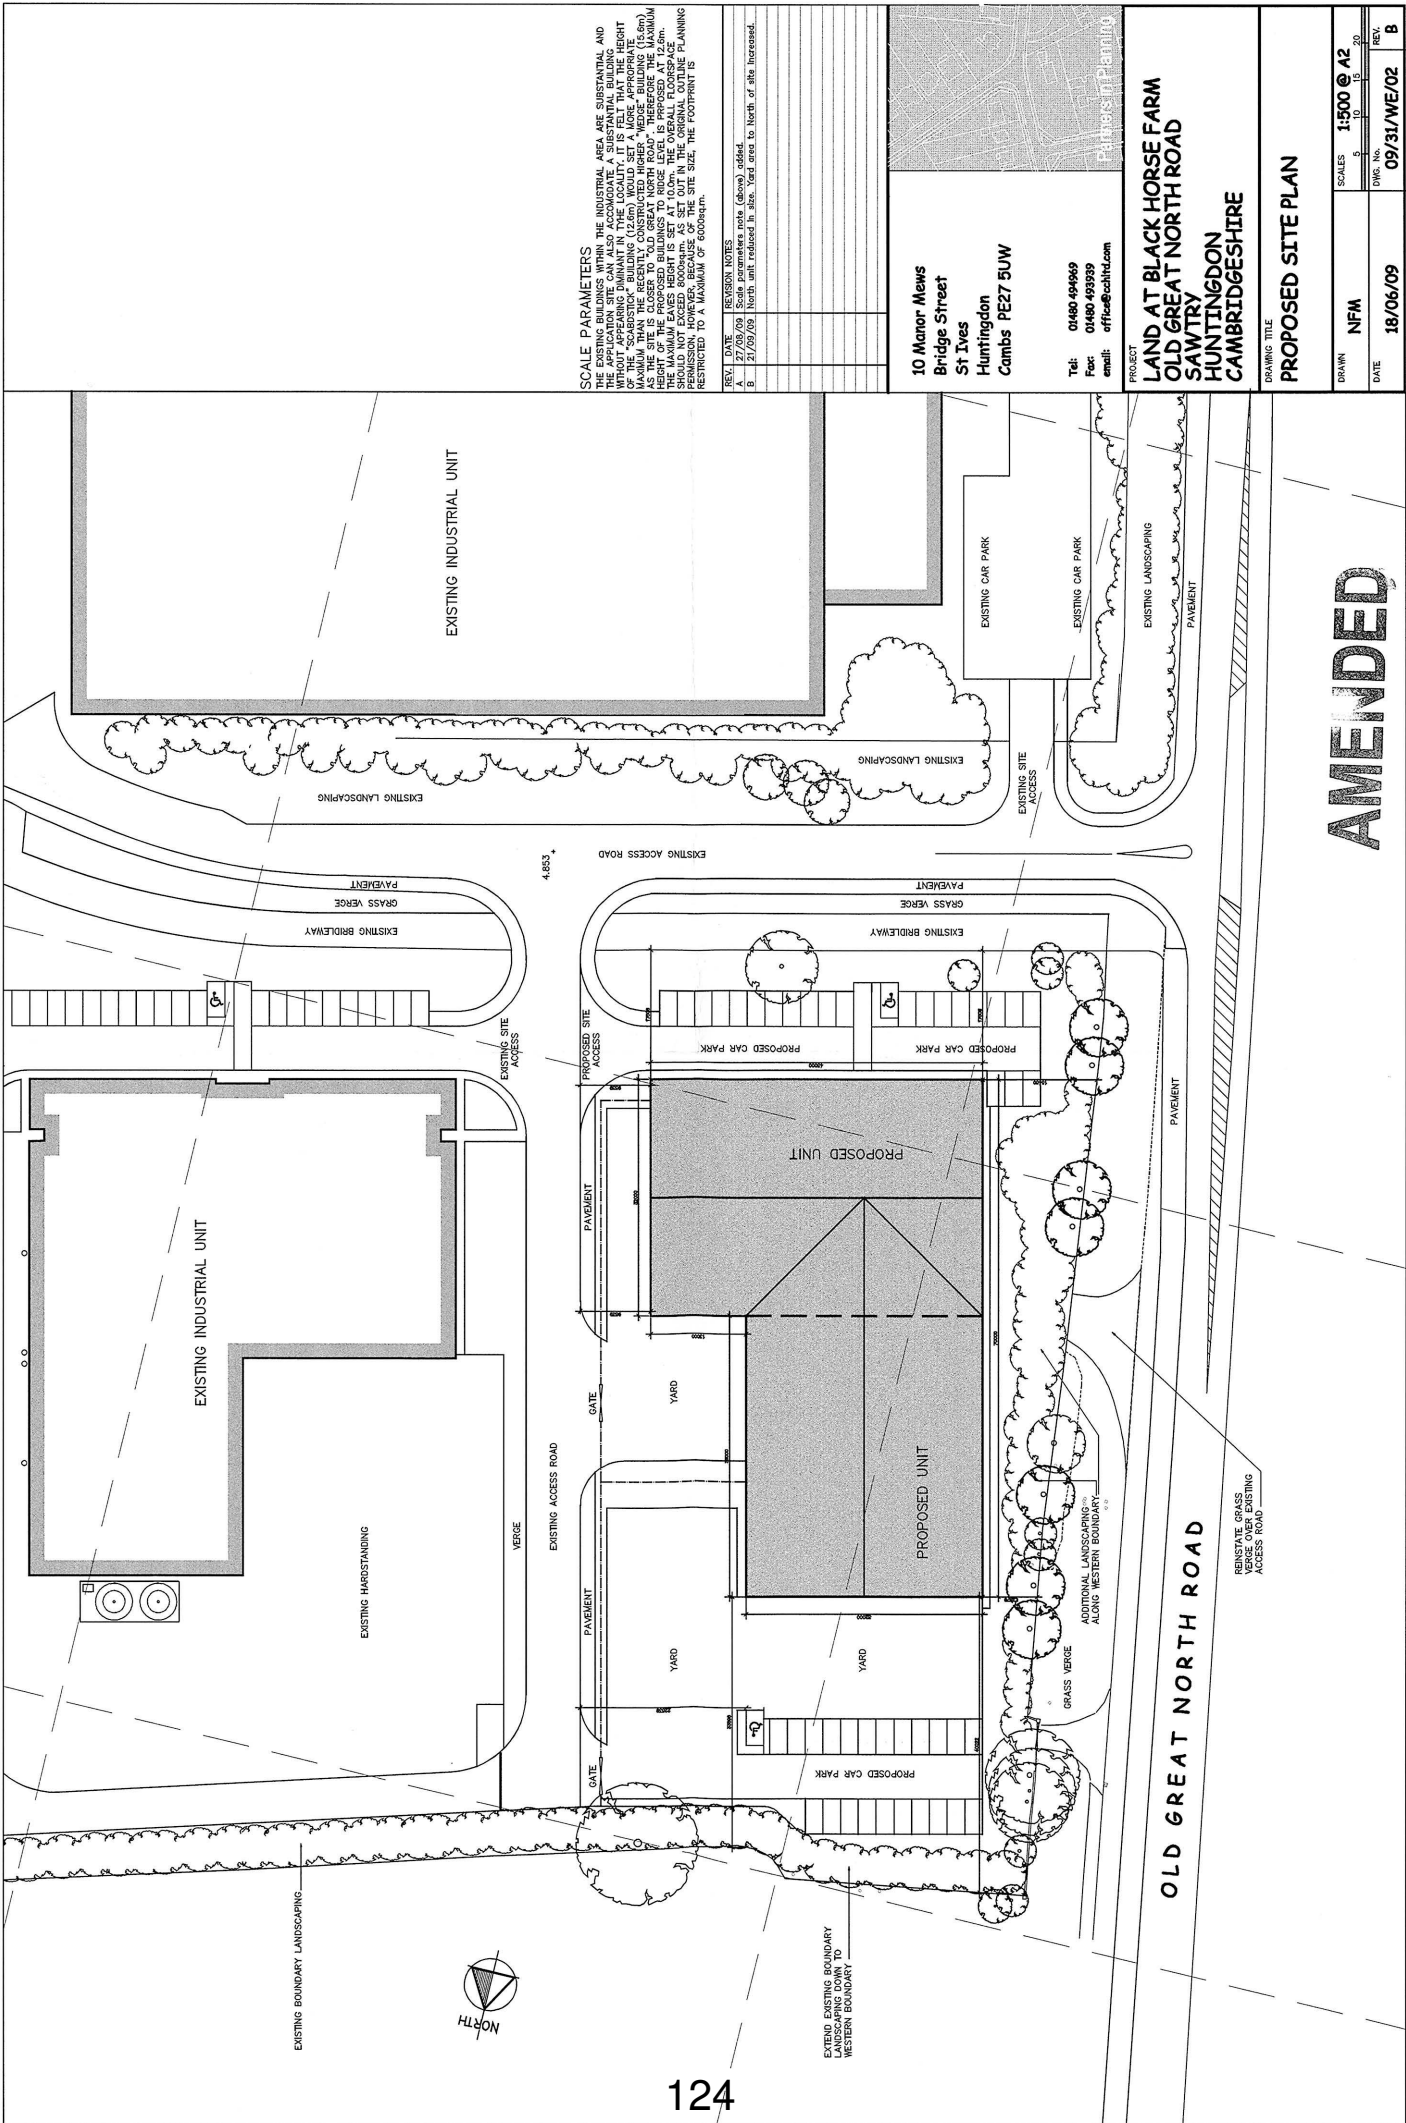 SCALE PARAMETERS
THE EXISTING BUILDINGS WITHIN THE INDUSTRIAL AREA ARE SUBSTANTIAL AND
THE APPLICATION SITE CAN ALSO ACCOMODATE A SUBSTANTIAL BUILDING
WITHOUT APPEARING DIMINANT IN TYHE LOCALITY. IT IS FELT THAT THE HEIGHT
OF THE "SCABDSTICK" BUILDING (12.6m) WOULD SET A MORE APPROPRIATE
MAXIMUM THAN THE RECENTLY CONSTRUCTED HIGHER "WEDGE" BUILDING (15.6m)
AS THE SITE IS CLOSER TO "OLD GREAT NORTH ROAD". THEREFORE THE MAXIMUM
HEIGHT OF THE PROPOSED BUILDINGS TO RIDGE LEVEL IS PRPOSED AT 12.6m.
THE MAXIMUM EAVES HEIGHT IS SET AT 10.0m. THE OVERALL FLOORSPACE
SHOULD NOT EXCEED 8000sq.m. AS SET OUT IN THE ORIGINAL OUTLINE PLANNING
PERMISSION, HOWEVER, BECAUSE OF THE SITE SIZE, THE FOOTPRINT IS
RESTRICTED TO A MAXIMUM OF 6000sq.m.
REV. DATE REVISION NOTES
A 27/08/09 Scale parameters note (above) added.
B 21/09/09 North unit reduced in size. Yard area to North of site increased.
10 Manor Mews
Bridge Street
St Ives
Huntingdon
Cambs PE27 5UW
Tel: 01480 494969
Fax: 01480 493939
email: office@cchltd.com
Partners in Planning
PROJECT
LAND AT BLACK HORSE FARM
OLD GREAT NORTH ROAD
SAWTRY
HUNTINGDON
CAMBRIDGESHIRE
DRAWING TITLE
PROPOSED SITE PLAN
DRAWN NFM
SCALES 1:500 @ A2
5 10 15 20
DATE 18/06/09
DWG. No. 09/31/WE/02
REV. B
AMENDED
EXISTING INDUSTRIAL UNIT
EXISTING CAR PARK
EXISTING CAR PARK
EXISTING LANDSCAPING
PAVEMENT
EXISTING LANDSCAPING
EXISTING LANDSCAPING
EXISTING SITE
ACCESS
4.853
EXISTING ACCESS ROAD
PAVEMENT
GRASS VERGE
EXISTING BRIDLEWAY
PAVEMENT
GRASS VERGE
EXISTING BRIDLEWAY
EXISTING SITE
ACCESS
PROPOSED SITE
ACCESS
PROPOSED CAR PARK
PROPOSED CAR PARK
PAVEMENT
EXISTING INDUSTRIAL UNIT
PAVEMENT
PROPOSED UNIT
GATE
YARD
EXISTING ACCESS ROAD
VERGE
EXISTING HARDSTANDING
PROPOSED UNIT
PAVEMENT
YARD
YARD
GATE
PROPOSED CAR PARK
GRASS VERGE
ADDITIONAL LANDSCAPING
ALONG WESTERN BOUNDARY
REINSTATE GRASS
VERGE OVER EXISTING
ACCESS ROAD
OLD GREAT NORTH ROAD
EXISTING BOUNDARY LANDSCAPING
EXTEND EXISTING BOUNDARY
LANDSCAPING DOWN TO
WESTERN BOUNDARY
NORTH
124